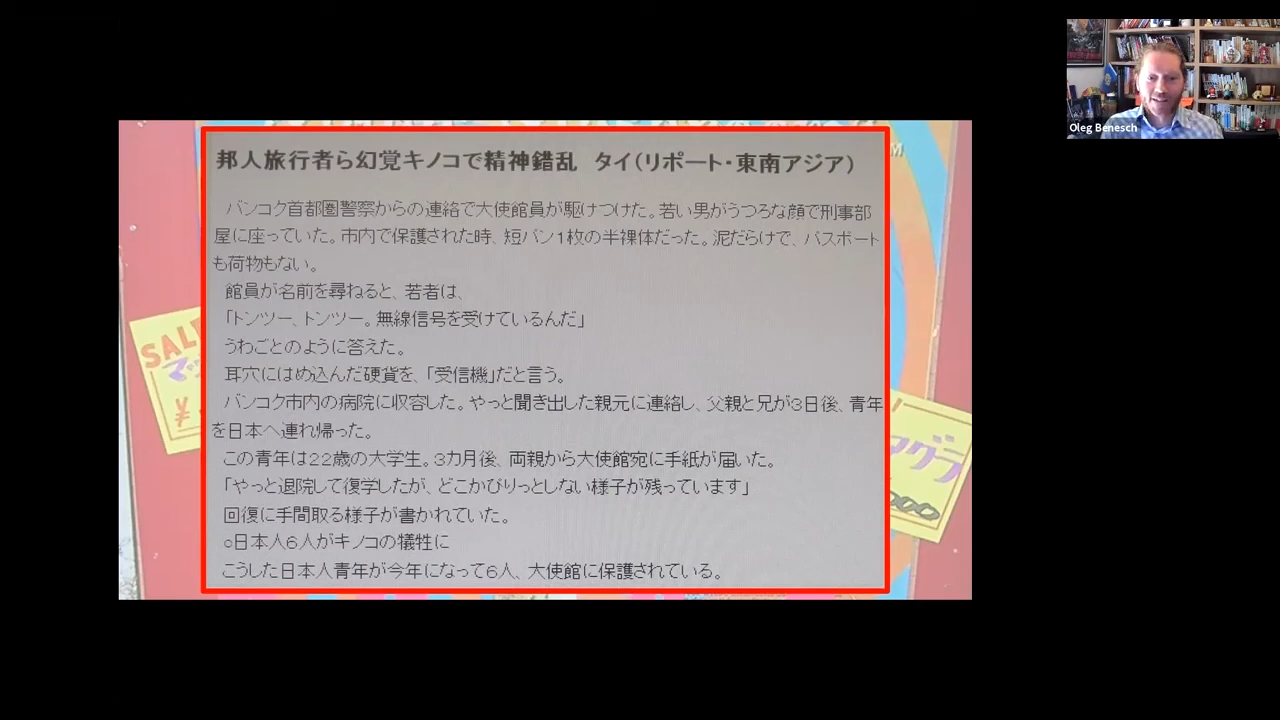 Oleg Benesch
邦人旅行者ら幻覚キノコで精神錯乱　タイ(リポート・東南アジア)
バンコク首都圏警察からの連絡で大使館員が駆けつけた。若い男がうつろな顔で刑事部
屋に座っていた。市内で保護された時、短パン1枚の半裸体だった。泥だらけで、パスポート
も荷物もない。
館員が名前を尋ねると、若者は、
「トンツー、トンツー。無線信号を受けているんだ」
うわごとのように答えた。
耳穴にはめ込んだ硬貨を、「受信機」だと言う。
バンコク市内の病院に収容した。やっと聞き出した親元に連絡し、父親と兄が3日後、青年
を日本へ連れ帰った。
この青年は22歳の大学生。3カ月後、両親から大使館宛に手紙が届いた。
「やっと退院して復学したが、どこかぴりっとしない様子が残っています」
回復に手間取る様子が書かれていた。
○日本人6人がキノコの犠牲に
こうした日本人青年が今年になって6人、大使館に保護されている。
SALE
マッ
¥
マグラ
000